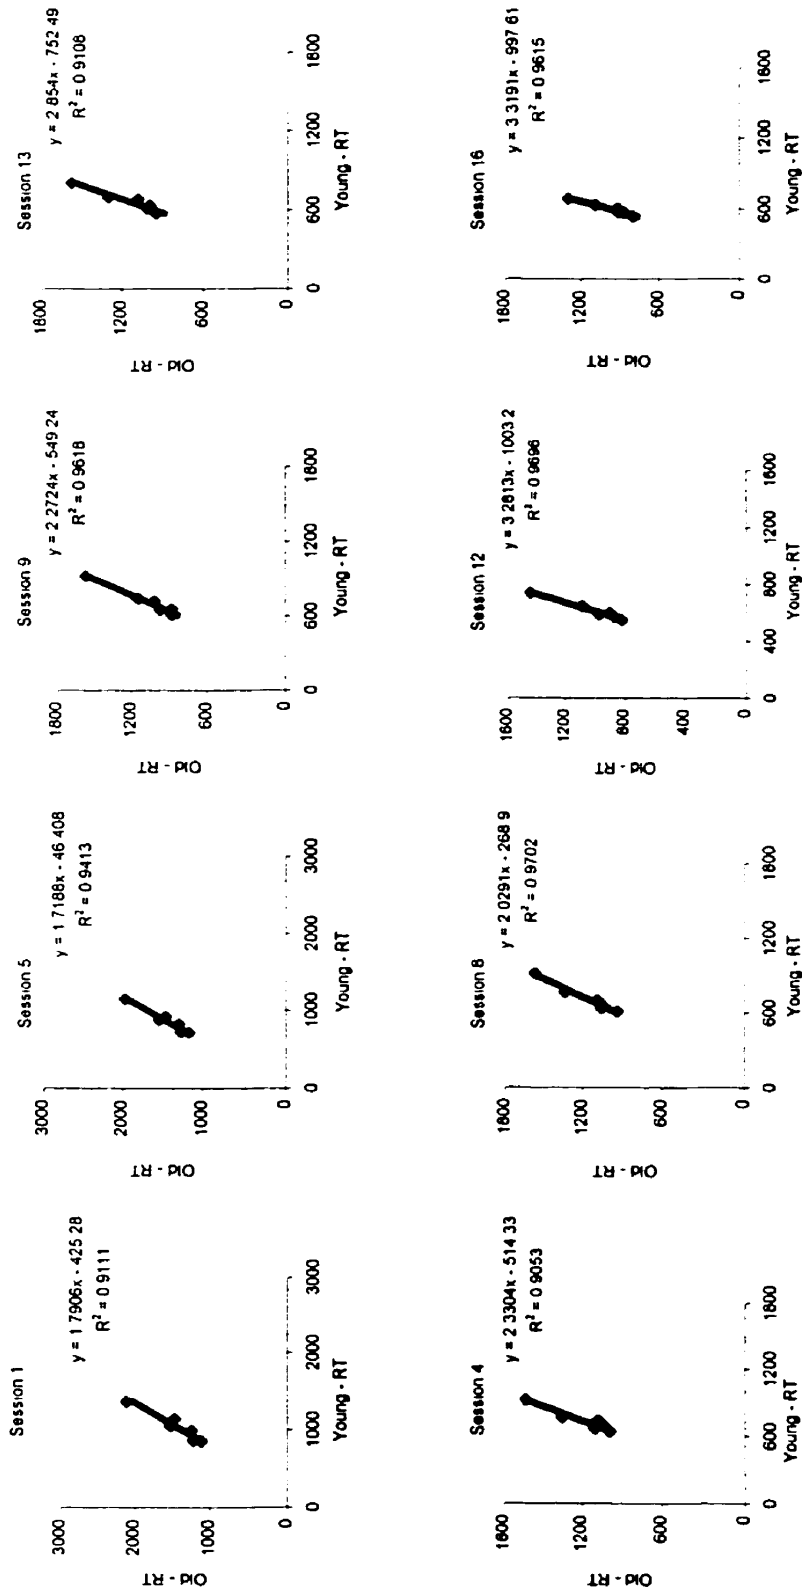 Session 1
y = 1 7906x - 425 28
R² = 0 9111
3000
2000
1000
0
Old - RT
0 1000 2000 3000
Young - RT
Session 5
y = 1 7188x - 46 408
R² = 0 9413
3000
2000
1000
0
Old - RT
0 1000 2000 3000
Young - RT
Session 9
y = 2 2724x - 549 24
R² = 0 9618
1800
1200
600
0
Old - RT
0 600 1200 1800
Young - RT
Session 13
y = 2 854x - 752 49
R² = 0 9108
1800
1200
600
0
Old - RT
0 600 1200 1800
Young - RT
Session 4
y = 2 3304x - 514 33
R² = 0 9053
1800
1200
600
0
Old - RT
0 600 1200 1800
Young - RT
Session 8
y = 2 0291x - 268 9
R² = 0 9702
1800
1200
600
0
Old - RT
0 600 1200 1800
Young - RT
Session 12
y = 3 2813x - 1003 2
R² = 0 9696
1600
1200
800
400
0
Old - RT
0 400 800 1200 1600
Young - RT
Session 16
y = 3 3191x - 997 61
R² = 0 9615
1800
1200
600
0
Old - RT
0 600 1200 1800
Young - RT